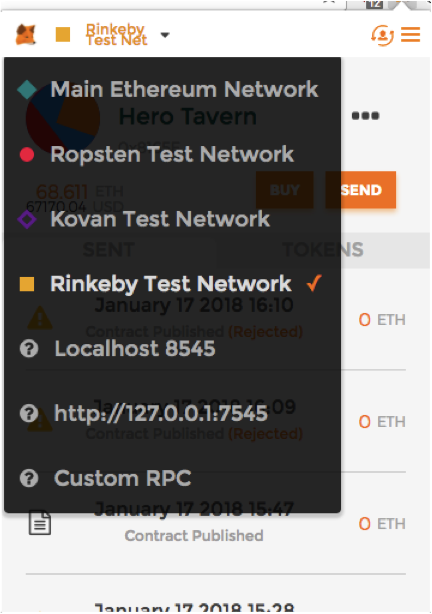 12
Rinkeby
Test Net
Main Ethereum Network
Hero Tavern
Ropsten Test Network
68.611 ETH
67170.04 USD
BUY
SEND
Kovan Test Network
SENT
TOKENS
Rinkeby Test Network
January 17 2018 16:10
Contract Published (Rejected)
0 ETH
Localhost 8545
http://127.0.0.1:7545
January 17 2018 16:09
Contract Published (Rejected)
0 ETH
Custom RPC
January 17 2018 15:47
Contract Published
0 ETH
January 17 2018 15:28